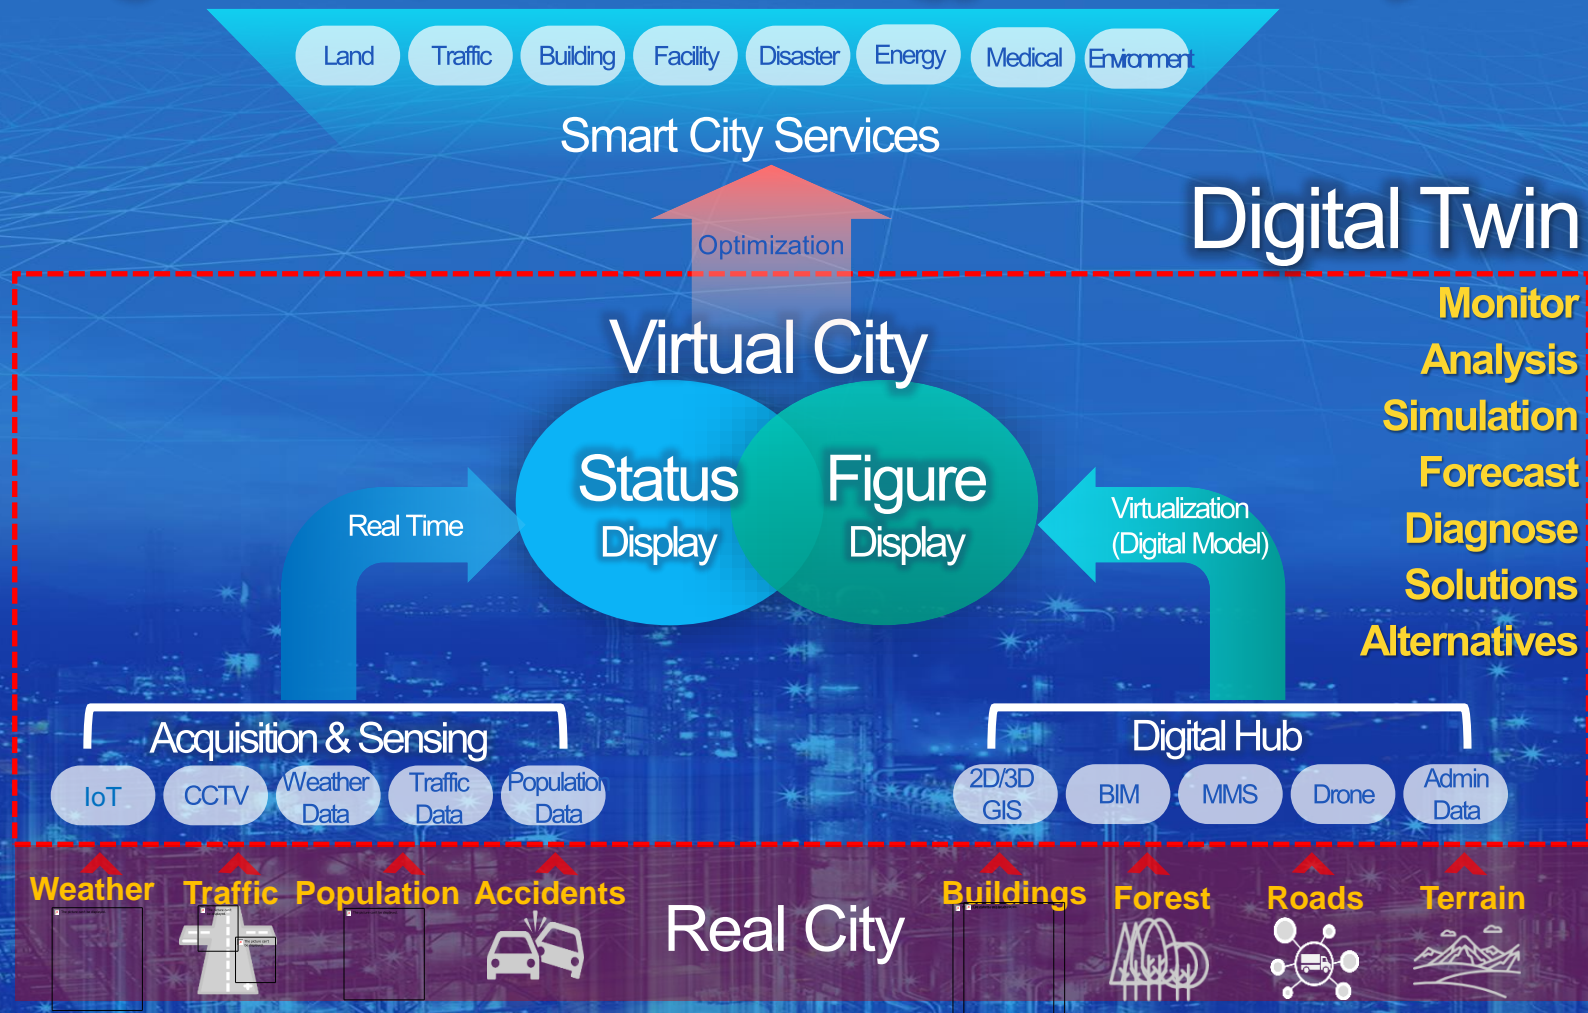 Land
Traffic
Building
Facility
Disaster
Energy
Medical
Environment
Smart City Services
Optimization
Digital Twin
Monitor
Analysis
Simulation
Forecast
Diagnose
Solutions
Alternatives
Virtual City
Status
Display
Figure
Display
Real Time
Virtualization
(Digital Model)
Acquisition & Sensing
IoT
CCTV
Weather
Data
Traffic
Data
Population
Data
Digital Hub
2D/3D
GIS
BIM
MMS
Drone
Admin
Data
Weather
Traffic
Population
Accidents
Real City
Buildings
Forest
Roads
Terrain